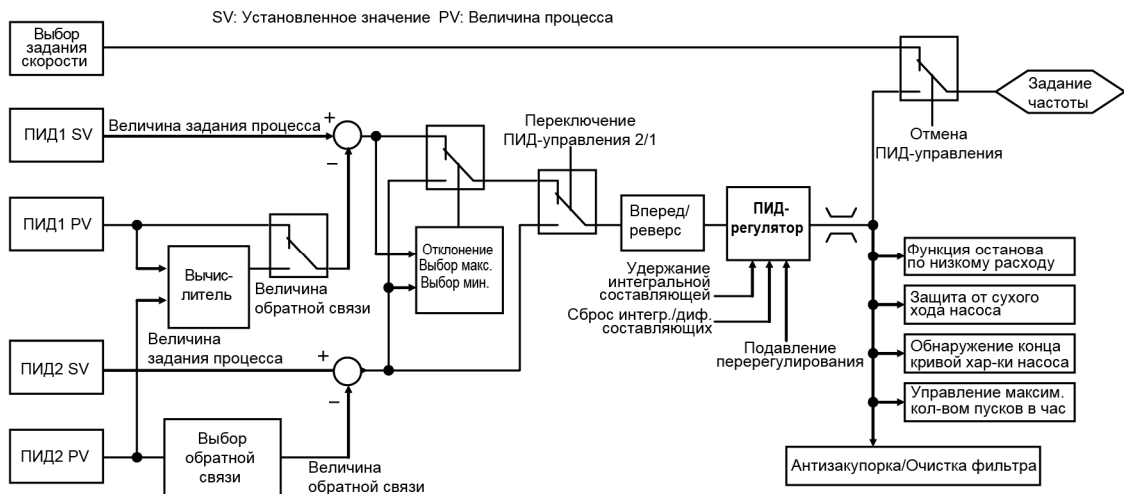 SV: Установленное значение PV: Величина процесса
Выбор
задания
скорости
Задание
частоты
ПИД1 SV
Величина задания процесса
+
−
Переключение
ПИД-управления 2/1
Отмена
ПИД-управления
ПИД1 PV
Вычис-
литель
Величина
обратной связи
Отклонение
Выбор макс.
Выбор мин.
Вперед/
реверс
ПИД-
регулятор
Удержание
интегральной
составляющей
Сброс интегр./диф.
составляющих
Подавление
перерегулирования
Функция останова
по низкому расходу
Защита от сухого
хода насоса
Обнаружение конца
кривой хар-ки насоса
Управление максим.
кол-вом пусков в час
Антизакупорка/Очистка фильтра
Величина
задания процесса
ПИД2 SV
+
−
ПИД2 PV
Выбор
обратной
связи
Величина
обратной связи